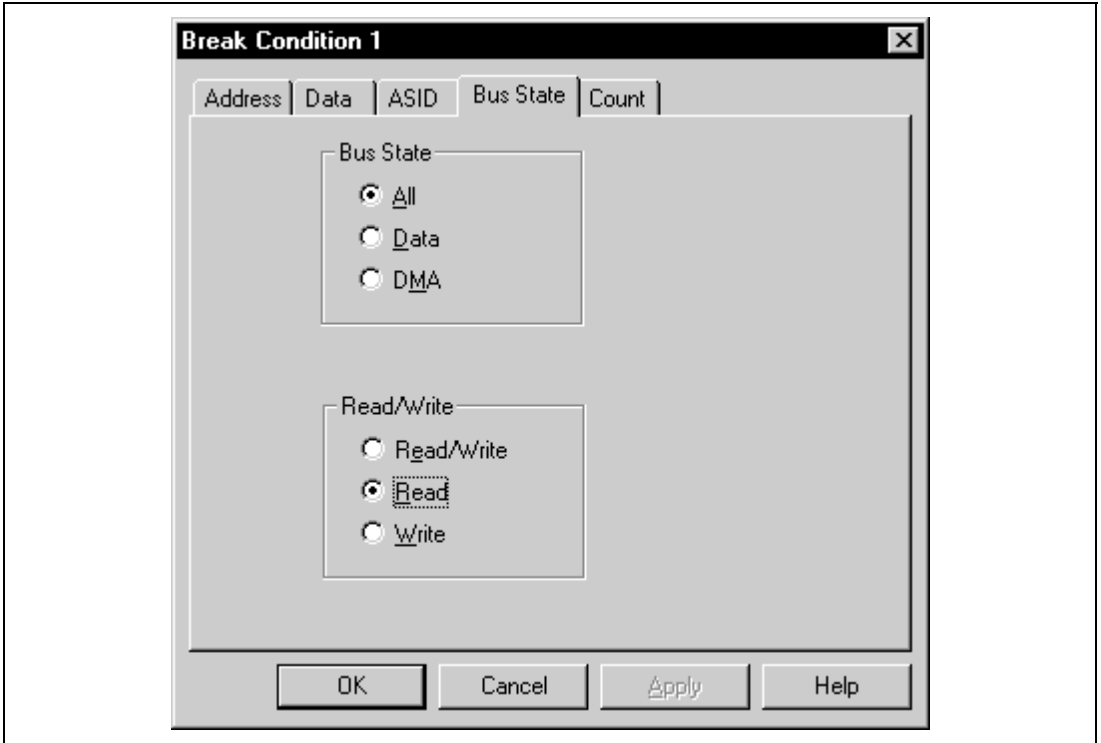 Break Condition 1
Address Data ASID Bus State Count
Bus State
All
Data
DMA
Read/Write
Read/Write
Read
Write
OK Cancel Apply Help